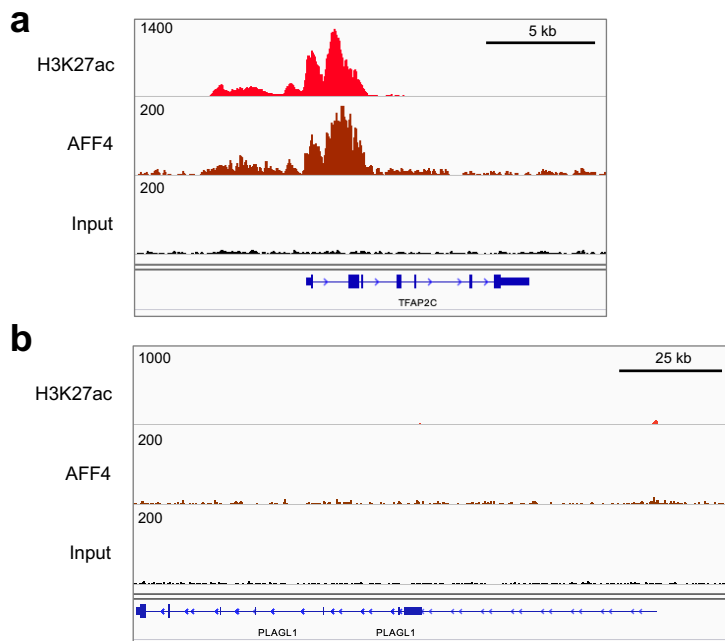 a
1400
5 kb
H3K27ac
200
AFF4
200
Input
TFAP2C
b
1000
25 kb
H3K27ac
200
AFF4
200
Input
PLAGL1 PLAGL1